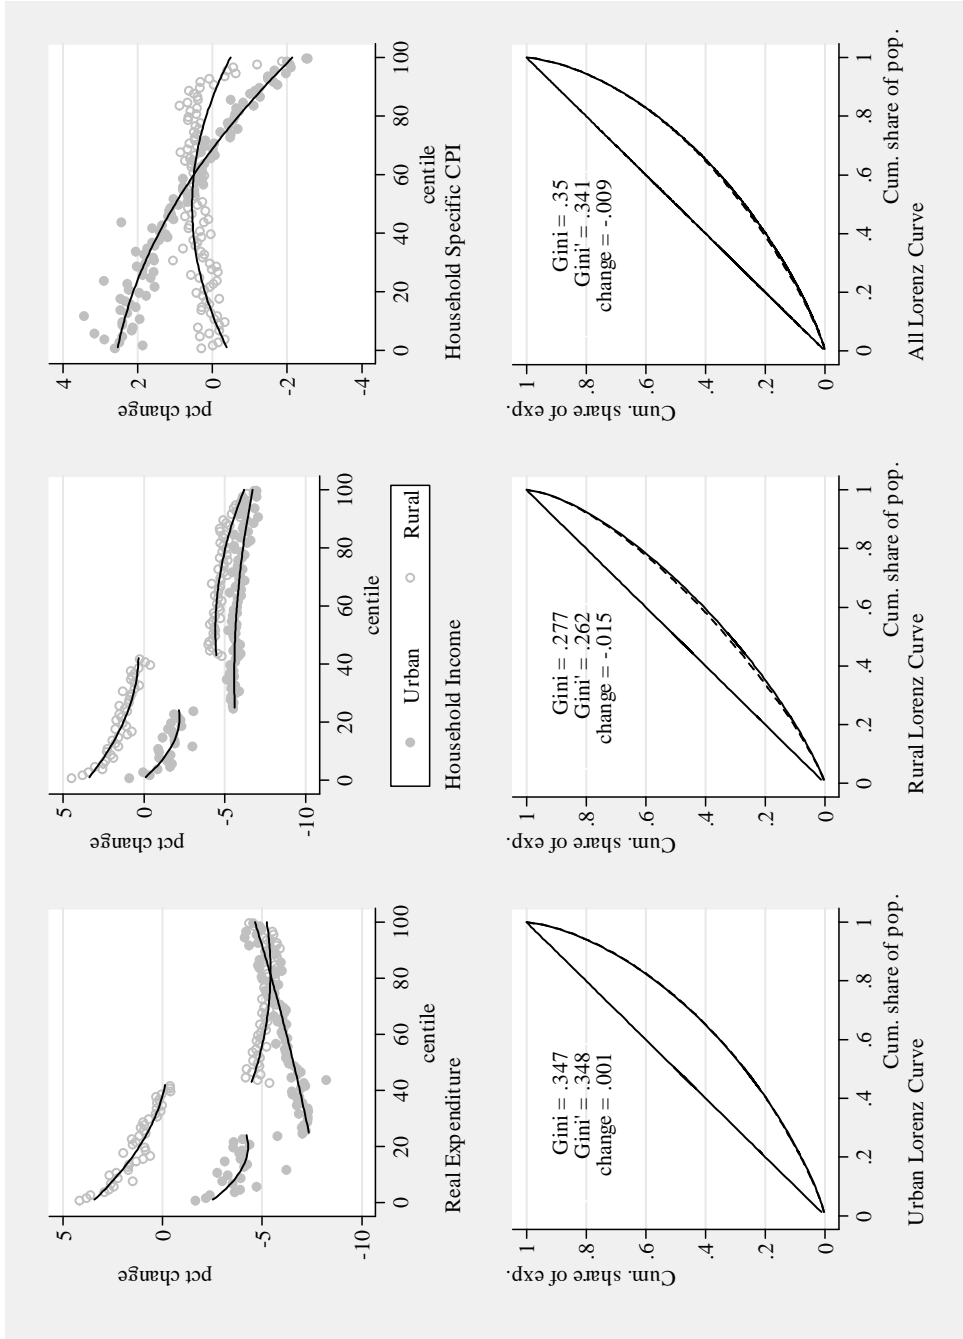 5
0
-5
-10
pct change
0
20
40
60
80
100
centile
Real Expenditure
5
0
-5
-10
pct change
0
20
40
60
80
100
centile
Urban
Rural
Household Income
4
2
0
-2
-4
pct change
0
20
40
60
80
100
centile
Household Specific CPI
1
.8
.6
.4
.2
0
Cum. share of exp.
Gini = .347
Gini' = .348
change = .001
0
.2
.4
.6
.8
1
Cum. share of pop.
Urban Lorenz Curve
1
.8
.6
.4
.2
0
Cum. share of exp.
Gini = .277
Gini' = .262
change = -.015
0
.2
.4
.6
.8
1
Cum. share of pop.
Rural Lorenz Curve
1
.8
.6
.4
.2
0
Cum. share of exp.
Gini = .35
Gini' = .341
change = -.009
0
.2
.4
.6
.8
1
Cum. share of pop.
All Lorenz Curve